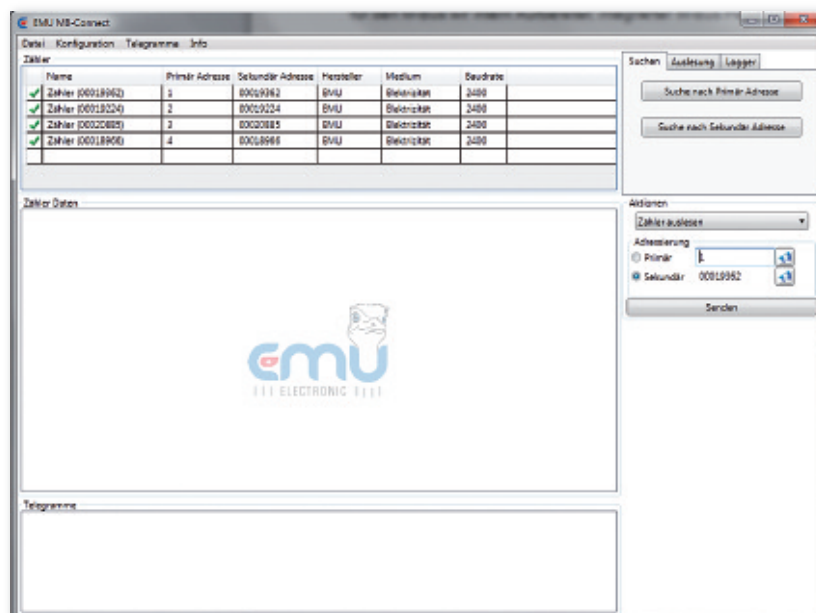 EMU MB-Connect
Datei Konfiguration Telegramme Info
Zähler
Name Primär Adresse Sekundär Adresse Hersteller Medium Baudrate
Zähler (00019362) 1 00019362 EMU Elektrizität 2400
Zähler (00019224) 2 00019224 EMU Elektrizität 2400
Zähler (00020885) 3 00020885 EMU Elektrizität 2400
Zähler (00018966) 4 00018966 EMU Elektrizität 2400
Suchen Auslesung Logger
Suche nach Primär Adresse
Suche nach Sekundär Adresse
Zähler Daten
emu
ELECTRONIC
Aktionen
Zähler auslesen
Adressierung
Primär 1
Sekundär 00019362
Senden
Telegramme